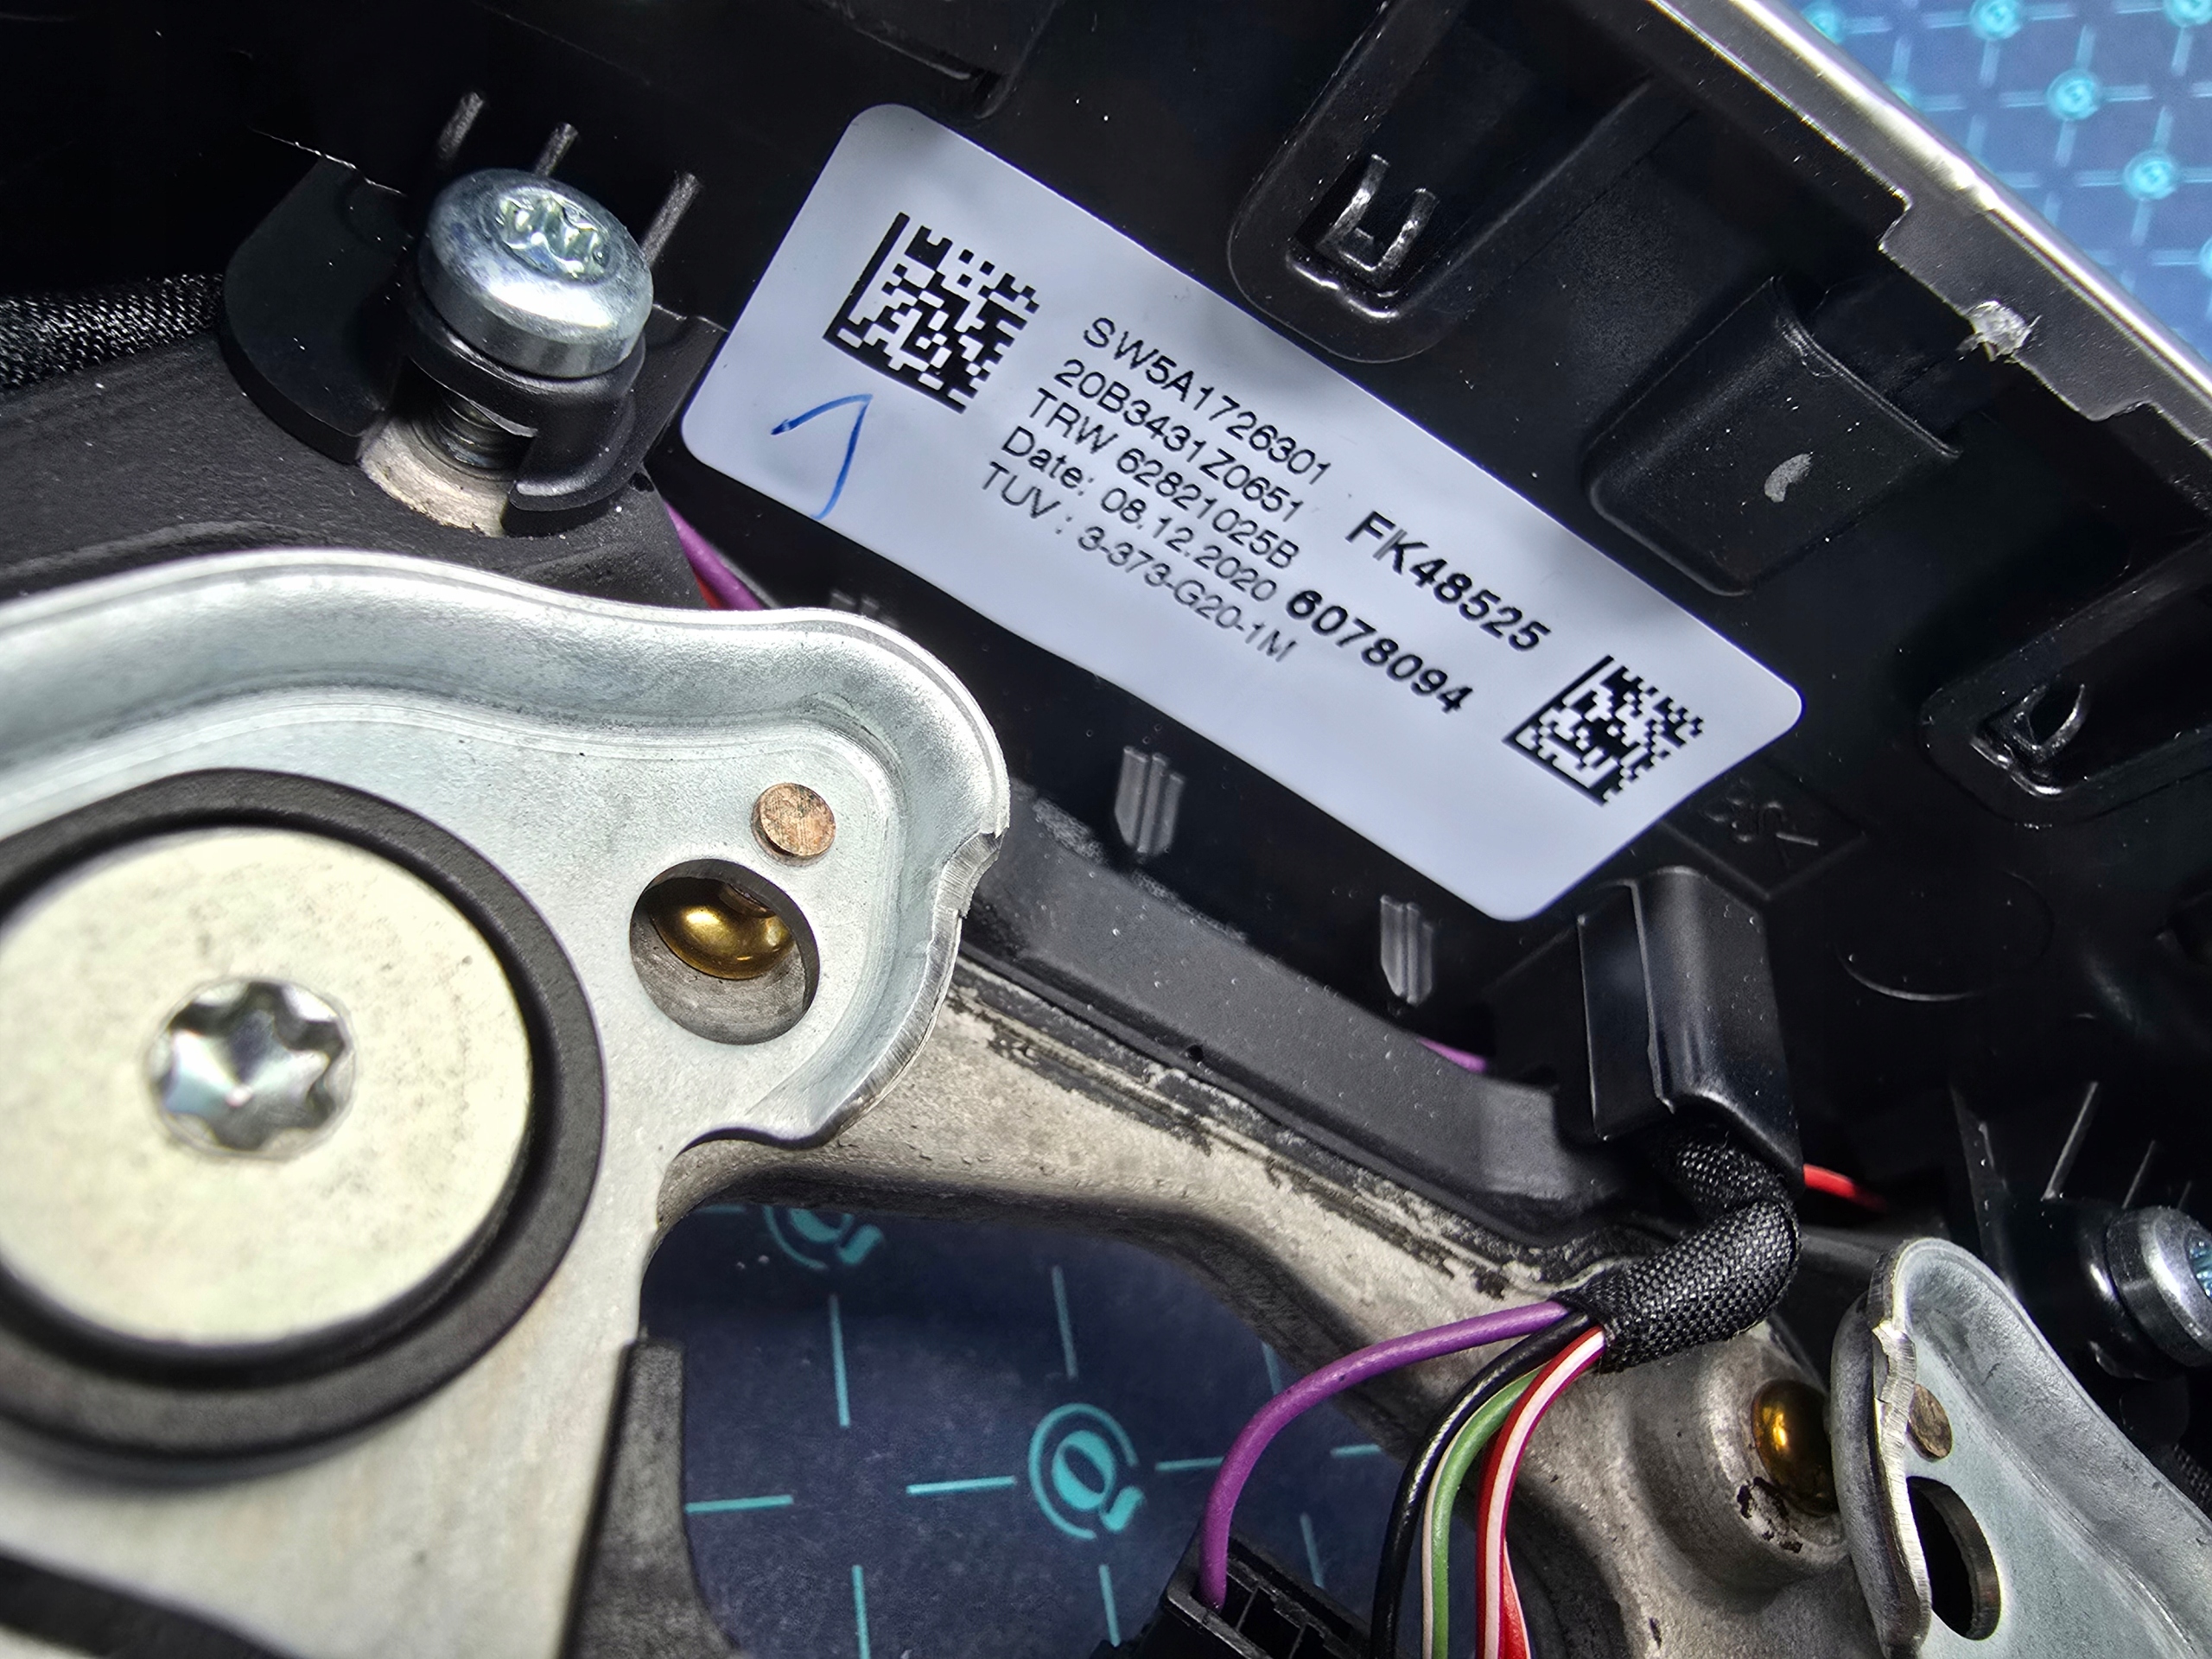 SW5A1726301
20B3431Z0651
TRW 62821025B
Date: 08.12.2020
TUV : 3-373-G20-1M
FK48525
6078094